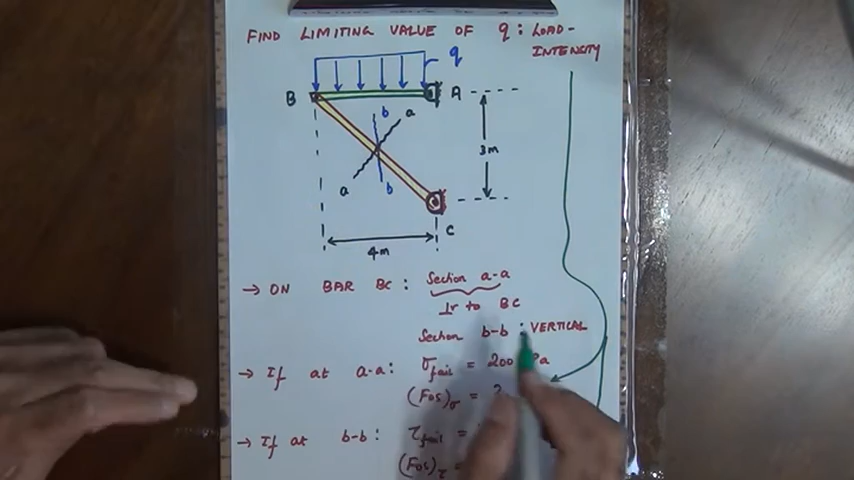 FIND LIMITING VALUE OF q: LOAD-
INTENSITY
q
B
A
b
a
3m
a
b
C
4m
→ ON BAR BC: Section a-a
⊥r to BC
Section b-b: VERTICAL
→ If at a-a: σfail = 200 Pa
(FoS)σ =
→ If at b-b: τfail =
(FoS)τ =